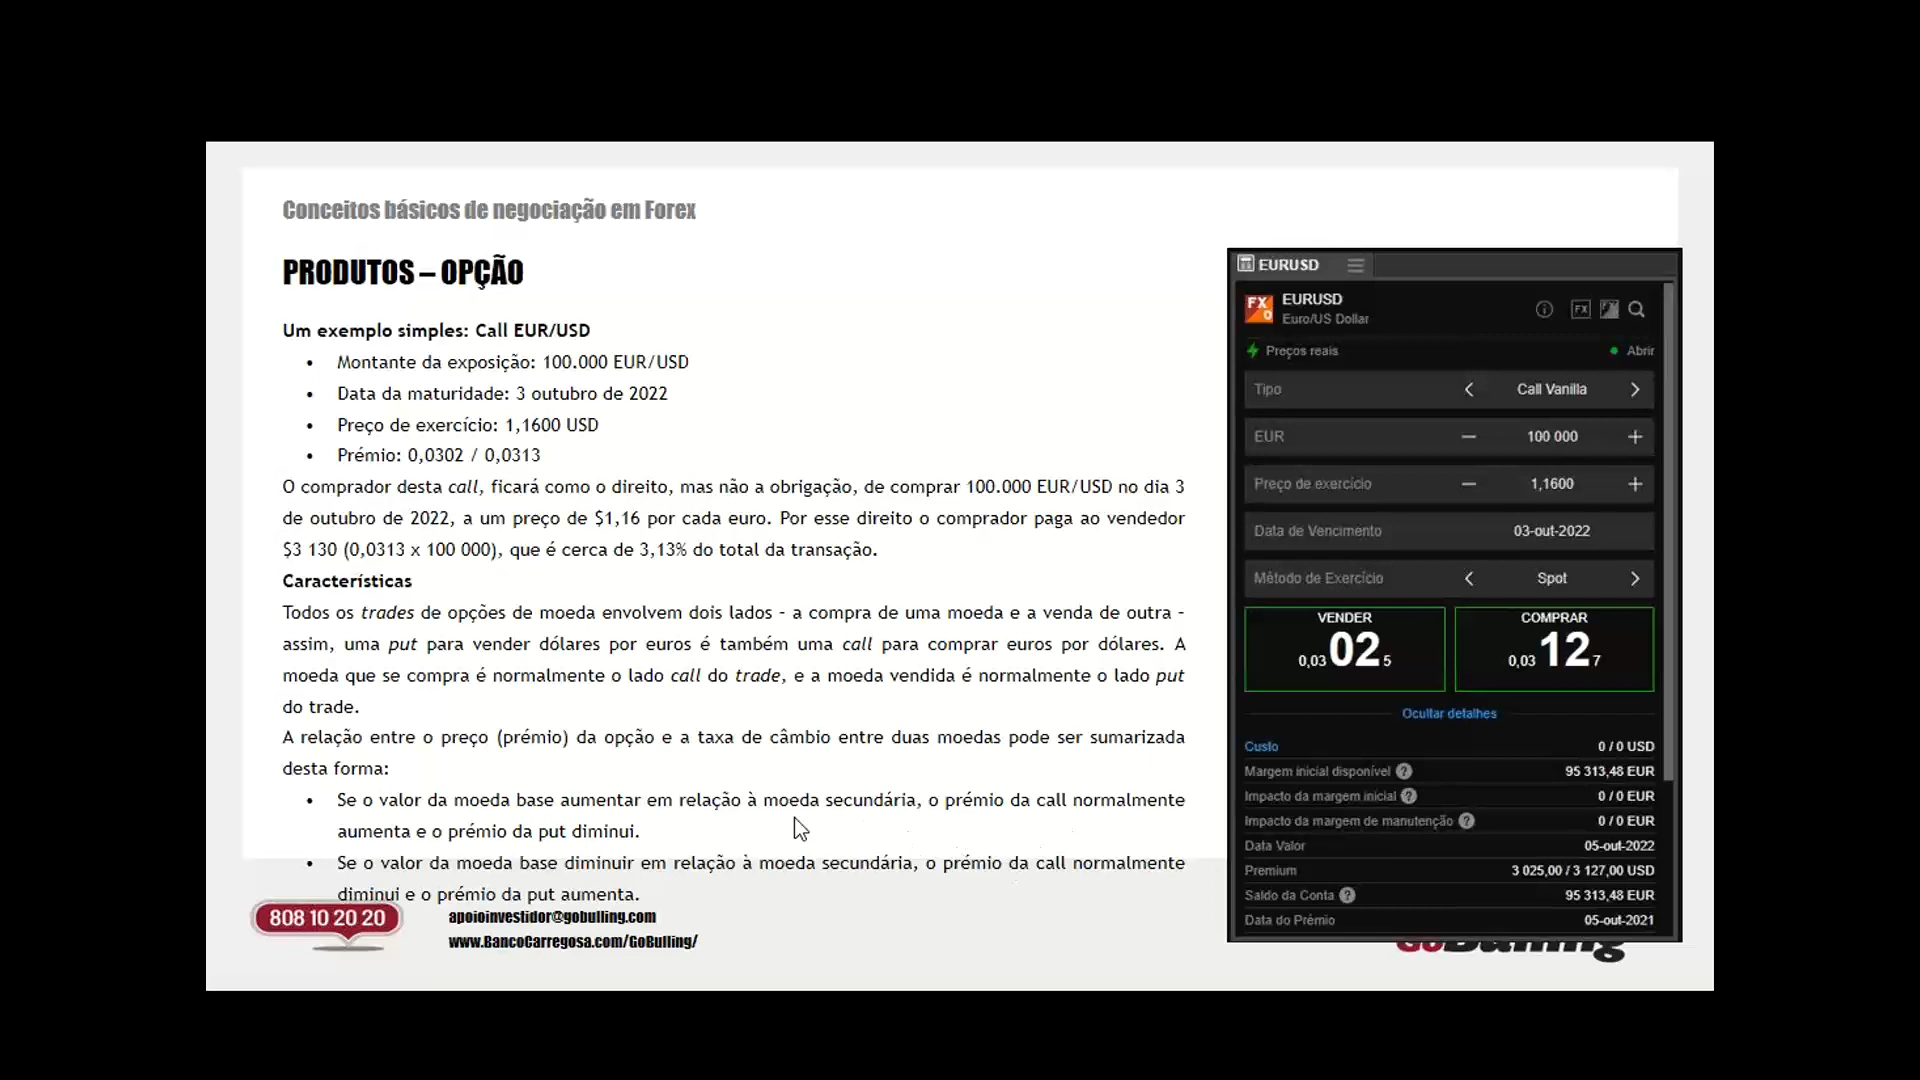 Conceitos básicos de negociação em Forex
PRODUTOS – OPÇÃO
Um exemplo simples: Call EUR/USD
• Montante da exposição: 100.000 EUR/USD
• Data da maturidade: 3 outubro de 2022
• Preço de exercício: 1,1600 USD
• Prémio: 0,0302 / 0,0313
O comprador desta call, ficará como o direito, mas não a obrigação, de comprar 100.000 EUR/USD no dia 3
de outubro de 2022, a um preço de $1,16 por cada euro. Por esse direito o comprador paga ao vendedor
$3 130 (0,0313 x 100 000), que é cerca de 3,13% do total da transação.
Características
Todos os trades de opções de moeda envolvem dois lados – a compra de uma moeda e a venda de outra –
assim, uma put para vender dólares por euros é também uma call para comprar euros por dólares. A
moeda que se compra é normalmente o lado call do trade, e a moeda vendida é normalmente o lado put
do trade.
A relação entre o preço (prémio) da opção e a taxa de câmbio entre duas moedas pode ser sumarizada
desta forma:
• Se o valor da moeda base aumentar em relação à moeda secundária, o prémio da call normalmente
aumenta e o prémio da put diminui.
• Se o valor da moeda base diminuir em relação à moeda secundária, o prémio da call normalmente
diminui e o prémio da put aumenta.
808 10 20 20
apoioinvestidor@gobulling.com
www.BancoCarregosa.com/GoBulling/
EURUSD
FX O
EURUSD
Euro/US Dollar
FX
Preços reais
Abrir
Tipo Call Vanilla
EUR 100 000
Preço de exercício 1,1600
Data de Vencimento 03-out-2022
Método de Exercício Spot
VENDER
0,03 02 5
COMPRAR
0,03 12 7
Ocultar detalhes
Custo 0 / 0 USD
Margem inicial disponível ? 95 313,48 EUR
Impacto da margem inicial ? 0 / 0 EUR
Impacto da margem de manutenção ? 0 / 0 EUR
Data Valor 05-out-2022
Premium 3 025,00 / 3 127,00 USD
Saldo da Conta ? 95 313,48 EUR
Data do Prémio 05-out-2021
GoBulling